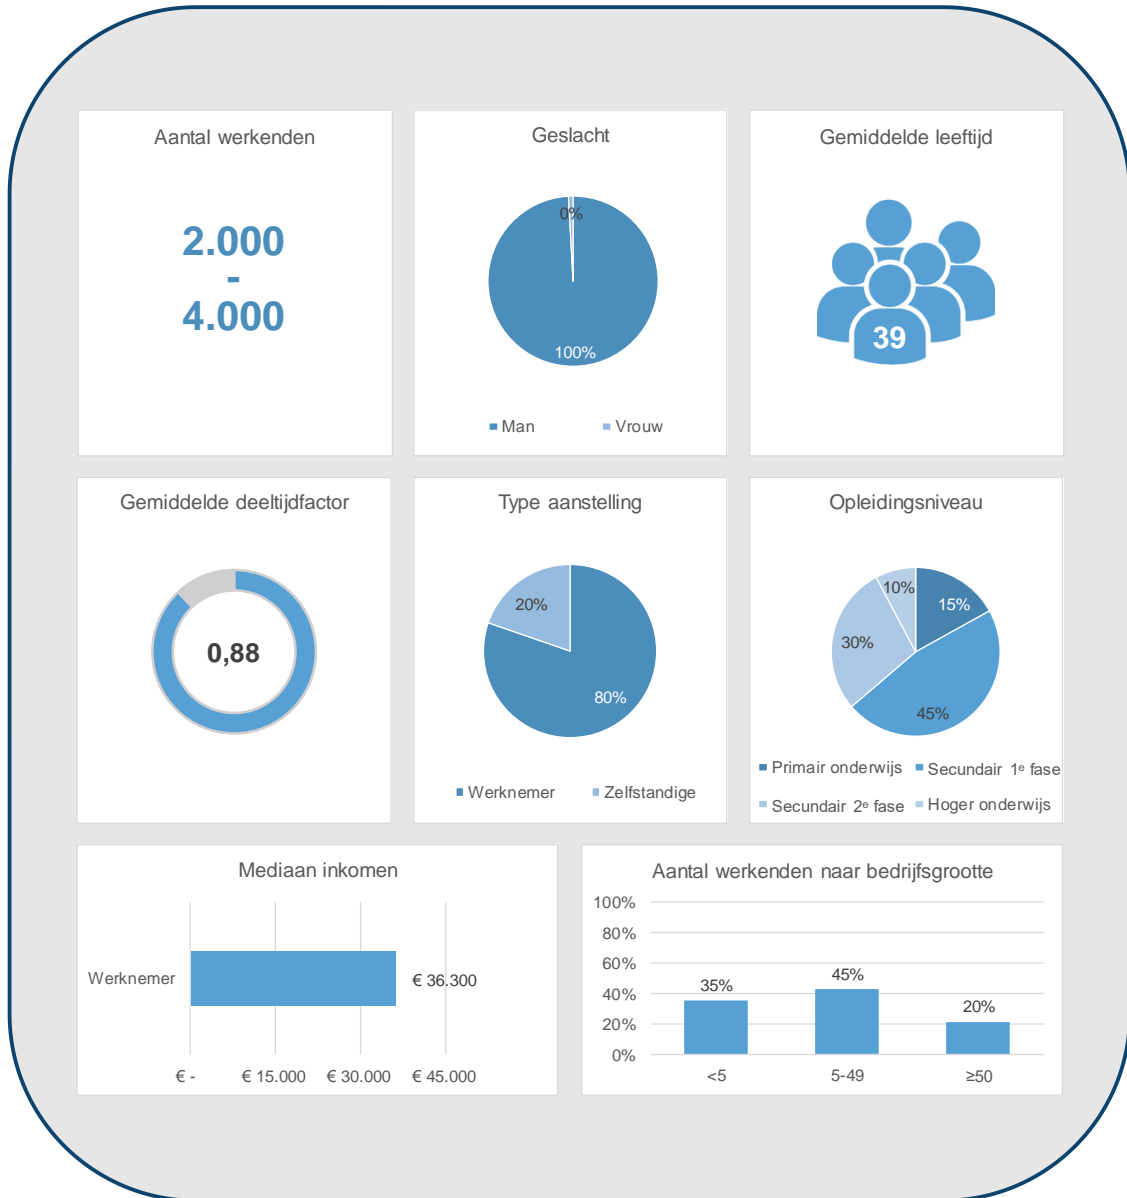 Aantal werkenden
2.000
-
4.000
Geslacht
0%
100%
Man
Vrouw
Gemiddelde leeftijd
39
Gemiddelde deeltijdfactor
0,88
Type aanstelling
20%
80%
Werknemer
Zelfstandige
Opleidingsniveau
10%
15%
30%
45%
Primair onderwijs
Secundair 1e fase
Secundair 2e fase
Hoger onderwijs
Mediaan inkomen
Werknemer
€ 36.300
€ -
€ 15.000
€ 30.000
€ 45.000
Aantal werkenden naar bedrijfsgrootte
100%
80%
60%
40%
20%
0%
35%
45%
20%
<5
5-49
≥50